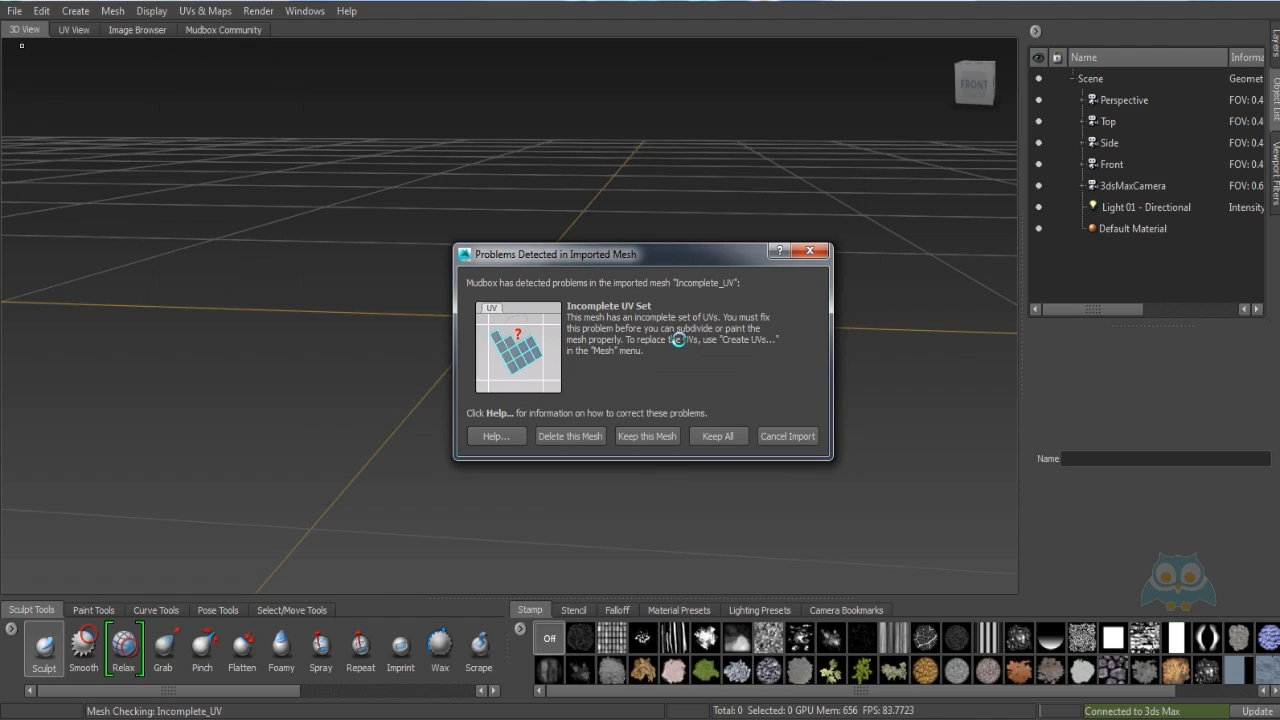 File Edit Create Mesh Display UVs & Maps Render Windows Help
3D View UV View Image Browser Mudbox Community
FRONT
Name Informa
Scene Geomet
Perspective FOV: 0.4
Top FOV: 0.4
Side FOV: 0.4
Front FOV: 0.4
3dsMaxCamera FOV: 0.6
Light 01 - Directional Intensity
Default Material
Layers
Object List
Viewport Filters
Name
Problems Detected in Imported Mesh
Mudbox has detected problems in the imported mesh "Incomplete_UV":
UV
?
Incomplete UV Set
This mesh has an incomplete set of UVs. You must fix
this problem before you can subdivide or paint the
mesh properly. To replace the UVs, use "Create UVs..."
in the "Mesh" menu.
Click Help... for information on how to correct these problems.
Help... Delete this Mesh Keep this Mesh Keep All Cancel Import
Sculpt Tools Paint Tools Curve Tools Pose Tools Select/Move Tools
Sculpt Smooth Relax Grab Pinch Flatten Foamy Spray Repeat Imprint Wax Scrape
Stamp Stencil Falloff Material Presets Lighting Presets Camera Bookmarks
Off
Mesh Checking: Incomplete_UV
Total: 0 Selected: 0 GPU Mem: 656 FPS: 83.7723
Connected to 3ds Max Update